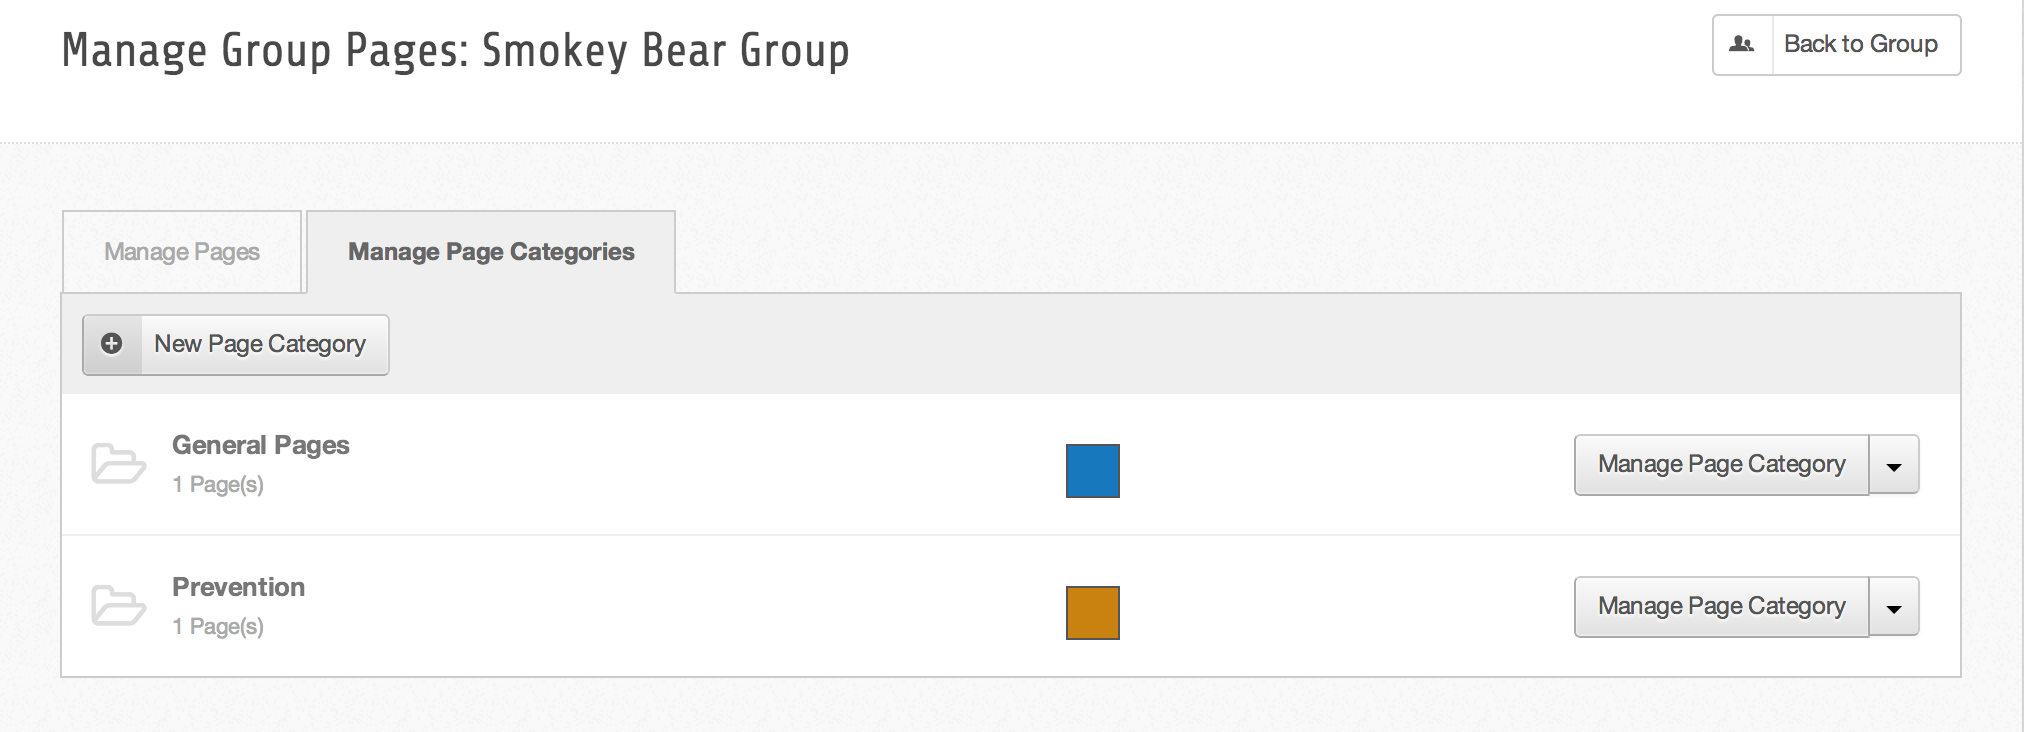 Manage Group Pages: Smokey Bear Group
Back to Group
Manage Pages
Manage Page Categories
New Page Category
General Pages
1 Page(s)
Manage Page Category
Prevention
1 Page(s)
Manage Page Category